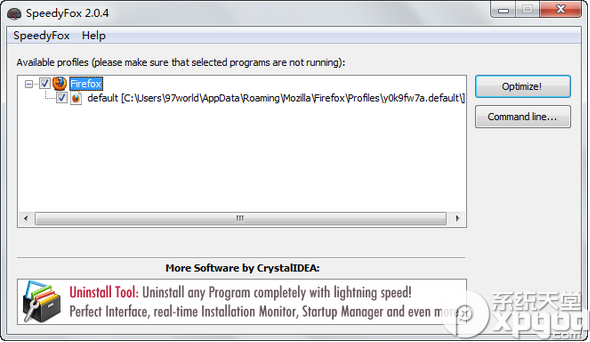 SpeedyFox 2.0.4
SpeedyFox Help
Available profiles (please make sure that selected programs are not running):
Firefox
default [C:\Users\97world\AppData\Roaming\Mozilla\Firefox\Profiles\y0k9fw7a.default\]
Optimize!
Command line...
More Software by CrystalIDEA:
Uninstall Tool: Uninstall any Program completely with lightning speed!
Perfect Interface, real-time Installation Monitor, Startup Manager and even more
系统天堂
xpgod
.com